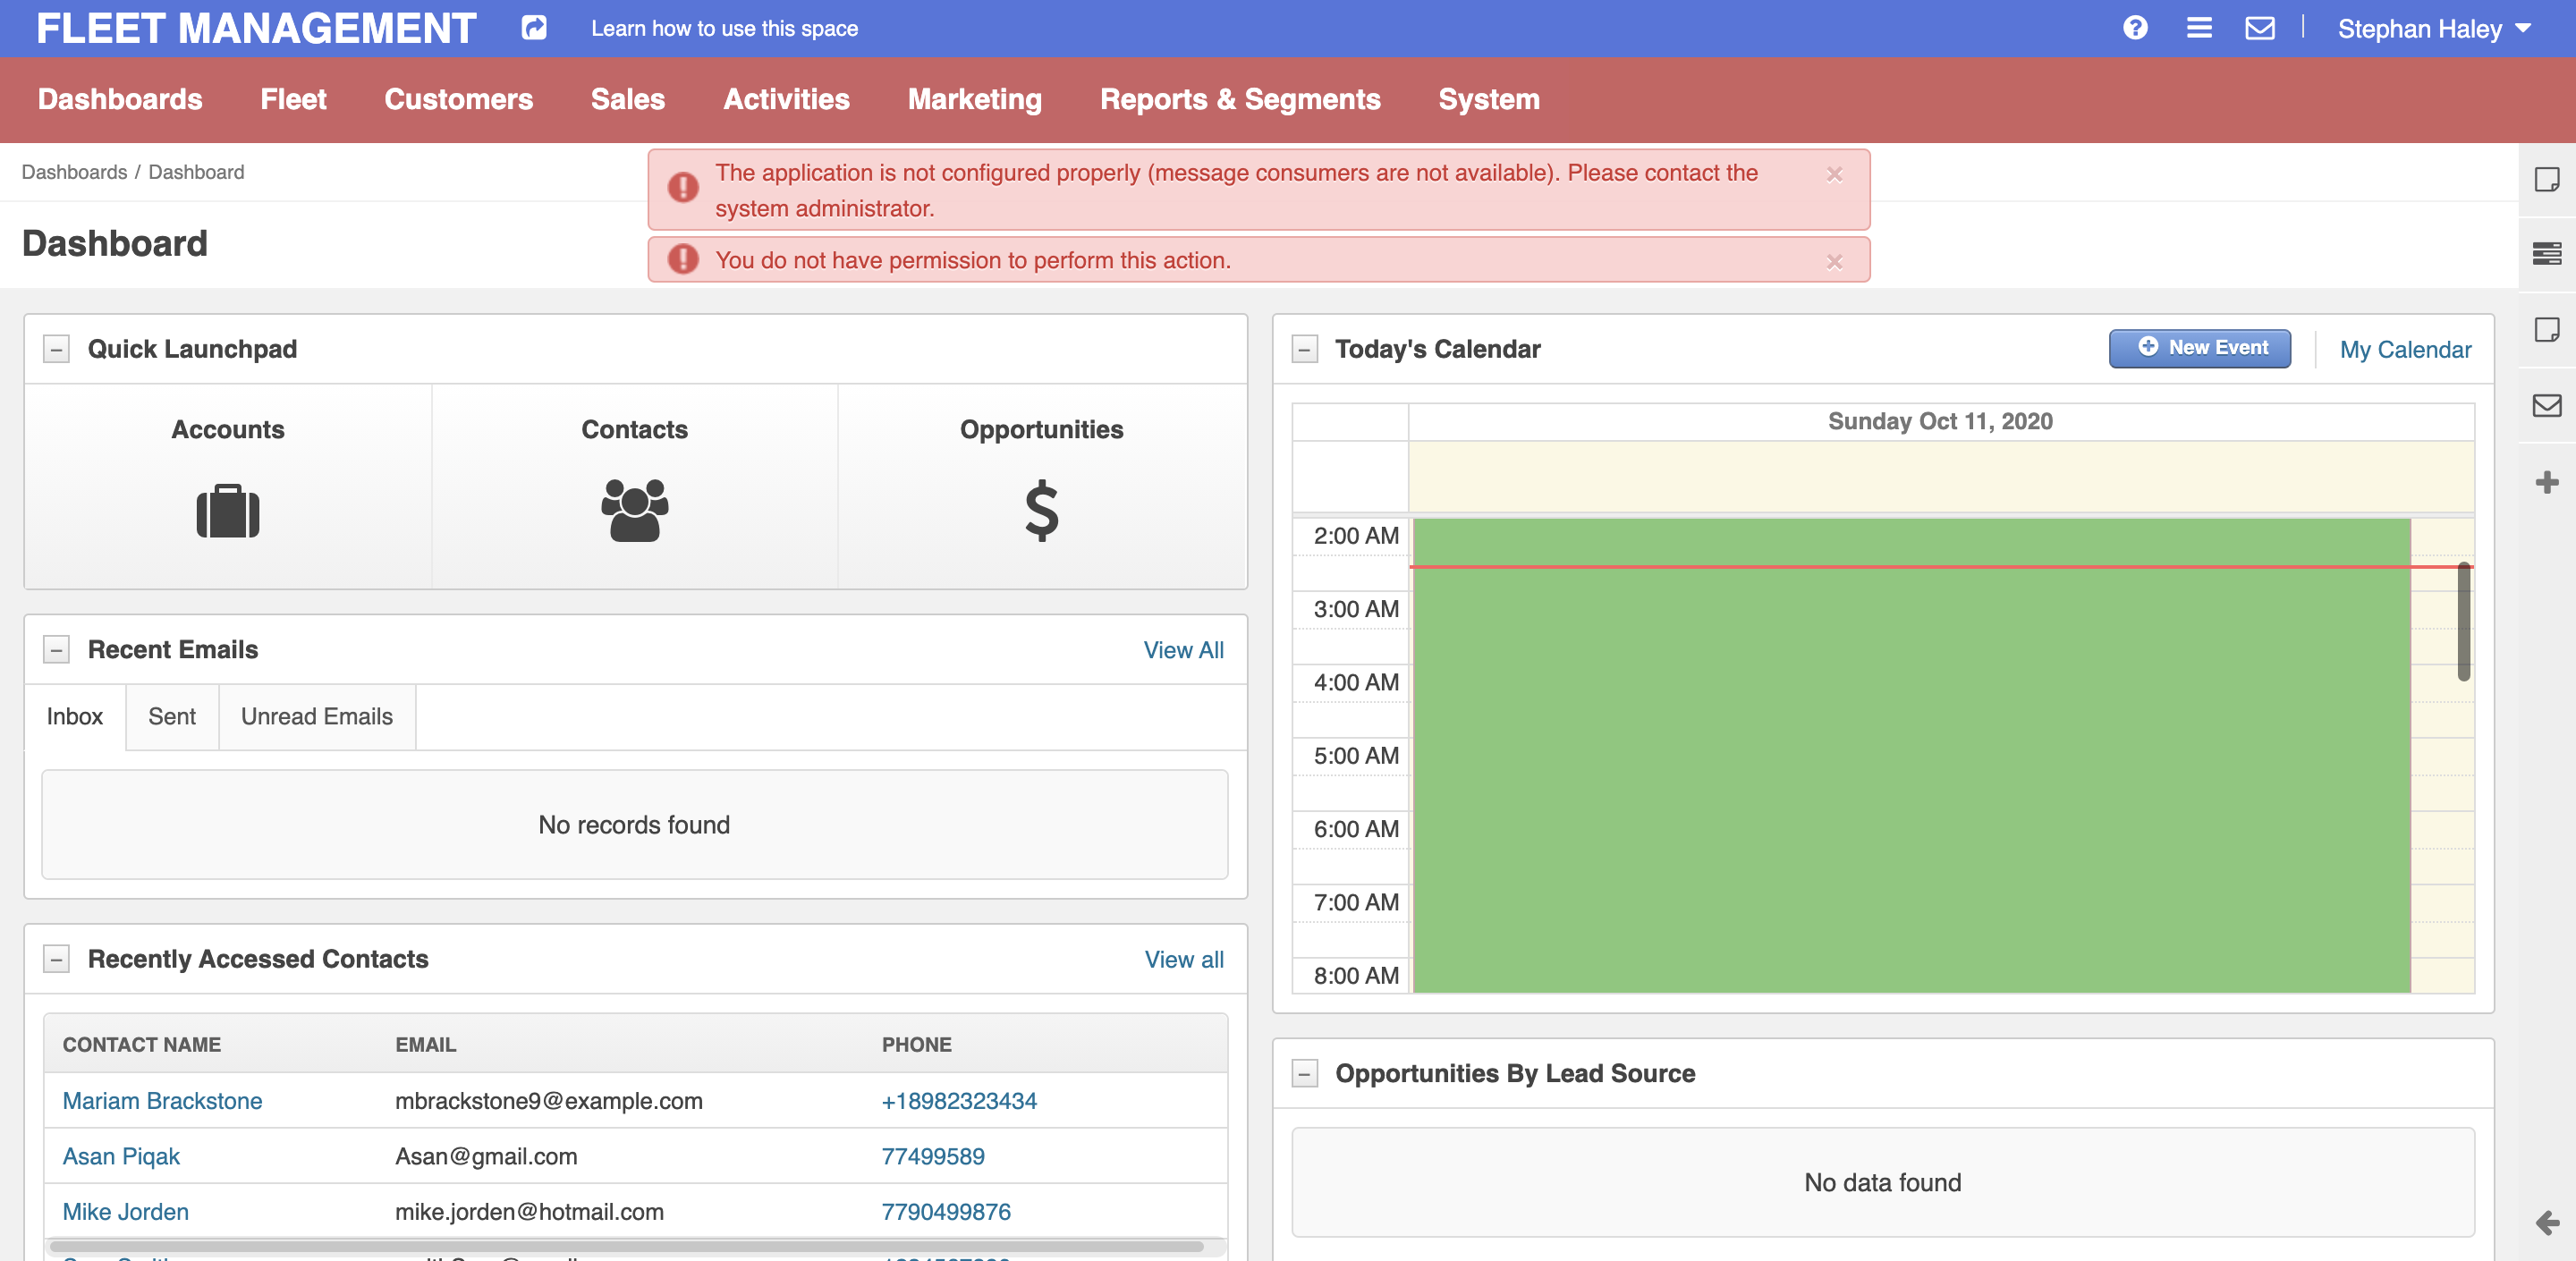 FLEET MANAGEMENT
Learn how to use this space
Stephan Haley
Dashboards Fleet Customers Sales Activities Marketing Reports & Segments System
Dashboards / Dashboard
The application is not configured properly (message consumers are not available). Please contact the
system administrator.
You do not have permission to perform this action.
Dashboard
Quick Launchpad
Accounts Contacts Opportunities
Recent Emails View All
Inbox Sent Unread Emails
No records found
Recently Accessed Contacts View all
CONTACT NAME EMAIL PHONE
Mariam Brackstone mbrackstone9@example.com +18982323434
Asan Piqak Asan@gmail.com 77499589
Mike Jorden mike.jorden@hotmail.com 7790499876
Today's Calendar New Event My Calendar
Sunday Oct 11, 2020
2:00 AM
3:00 AM
4:00 AM
5:00 AM
6:00 AM
7:00 AM
8:00 AM
Opportunities By Lead Source
No data found